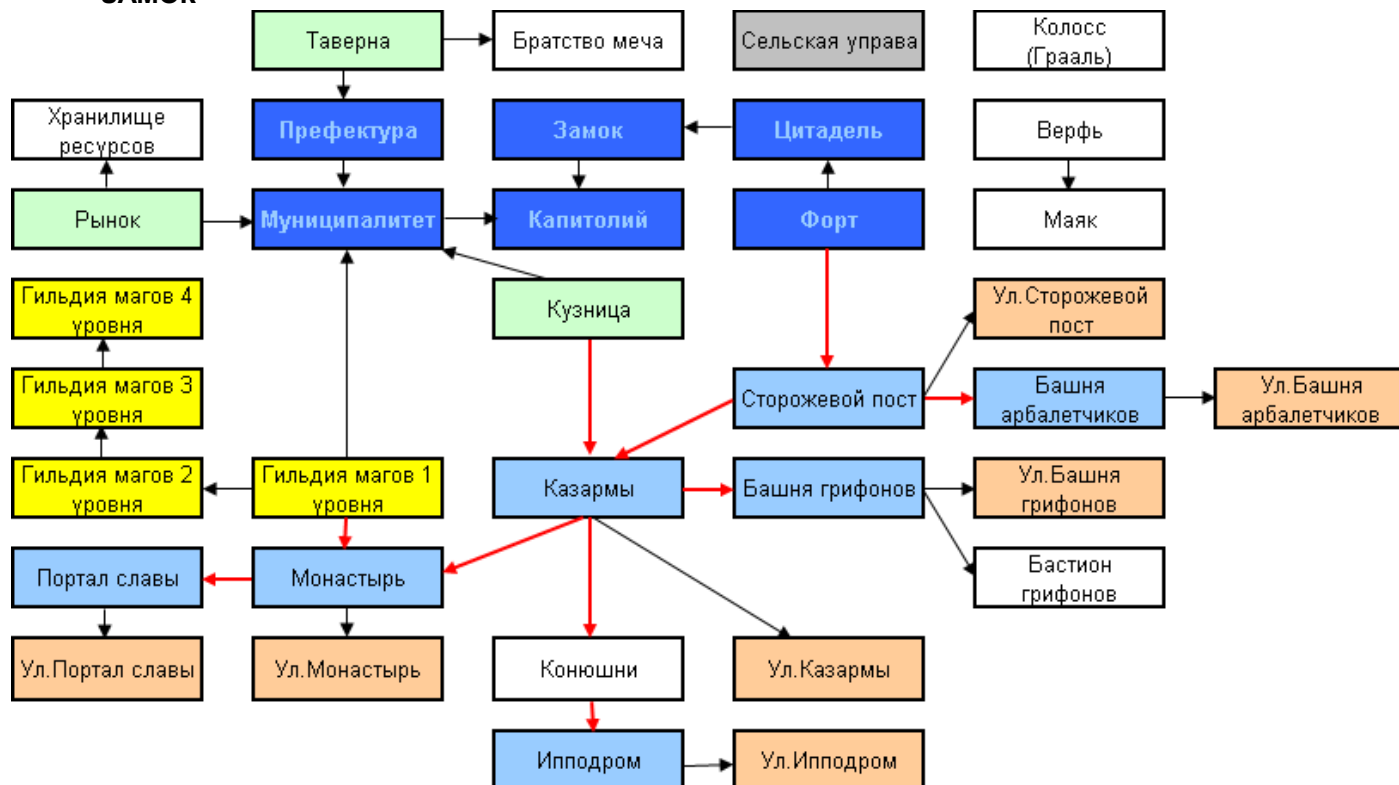 ЗАМОК
Таверна
Братство меча
Сельская управа
Колосс
(Грааль)
Хранилище
ресурсов
Префектура
Замок
Цитадель
Верфь
Рынок
Муниципалитет
Капитолий
Форт
Маяк
Гильдия магов 4
уровня
Кузница
Ул.Сторожевой
пост
Гильдия магов 3
уровня
Сторожевой пост
Башня
арбалетчиков
Ул.Башня
арбалетчиков
Гильдия магов 2
уровня
Гильдия магов 1
уровня
Казармы
Башня грифонов
Ул.Башня
грифонов
Портал славы
Монастырь
Бастион
грифонов
Ул.Портал славы
Ул.Монастырь
Конюшни
Ул.Казармы
Ипподром
Ул.Ипподром